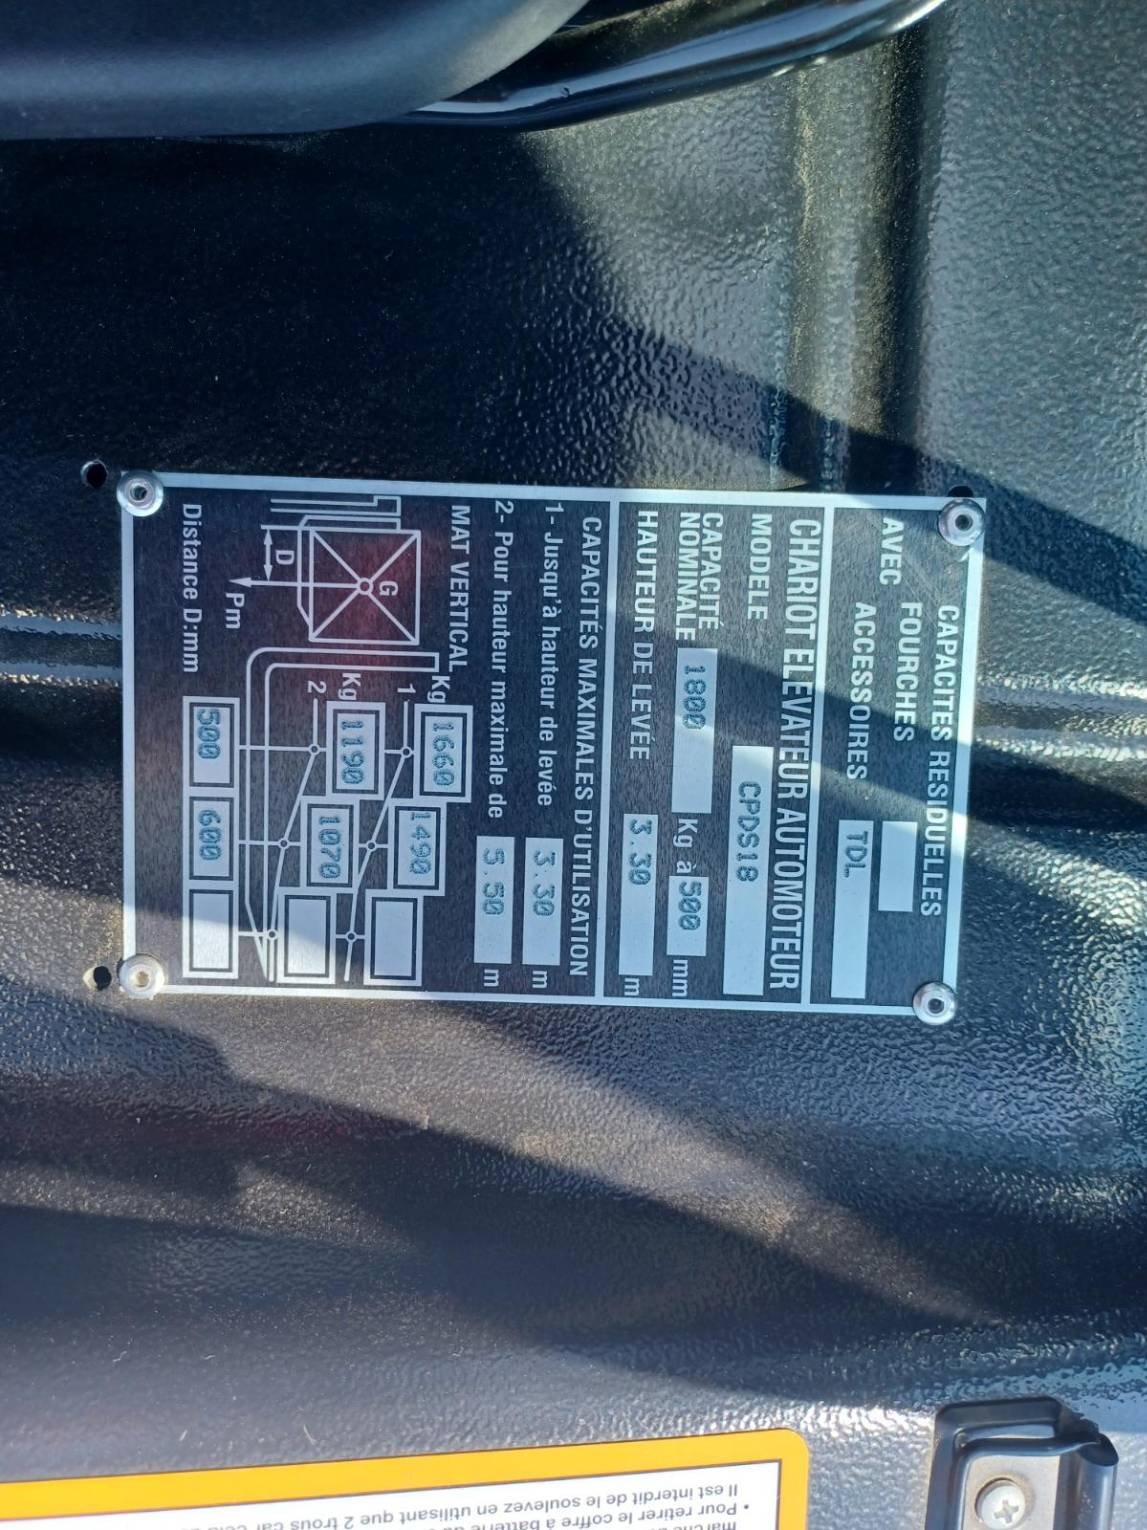 CAPACITES RESIDUELLES
AVEC FOURCHES
ACCESSOIRES TDL
CHARIOT ELEVATEUR AUTOMOTEUR
MODELE CPDS18
CAPACITÉ
NOMINALE 1800 Kg à 500 mm
HAUTEUR DE LEVÉE 3.30 m
CAPACITÉS MAXIMALES D'UTILISATION
1- Jusqu'à hauteur de levée 3.30 m
2- Pour hauteur maximale de 5.50 m
MAT VERTICAL
Kg 1660 1490
1
Kg 1190 1070
2
G
D
Pm
Distance D:mm 500 600
Il est interdit de le soulevez en utilisant que 2 trous car
• Pour retirer le coffre à batterie